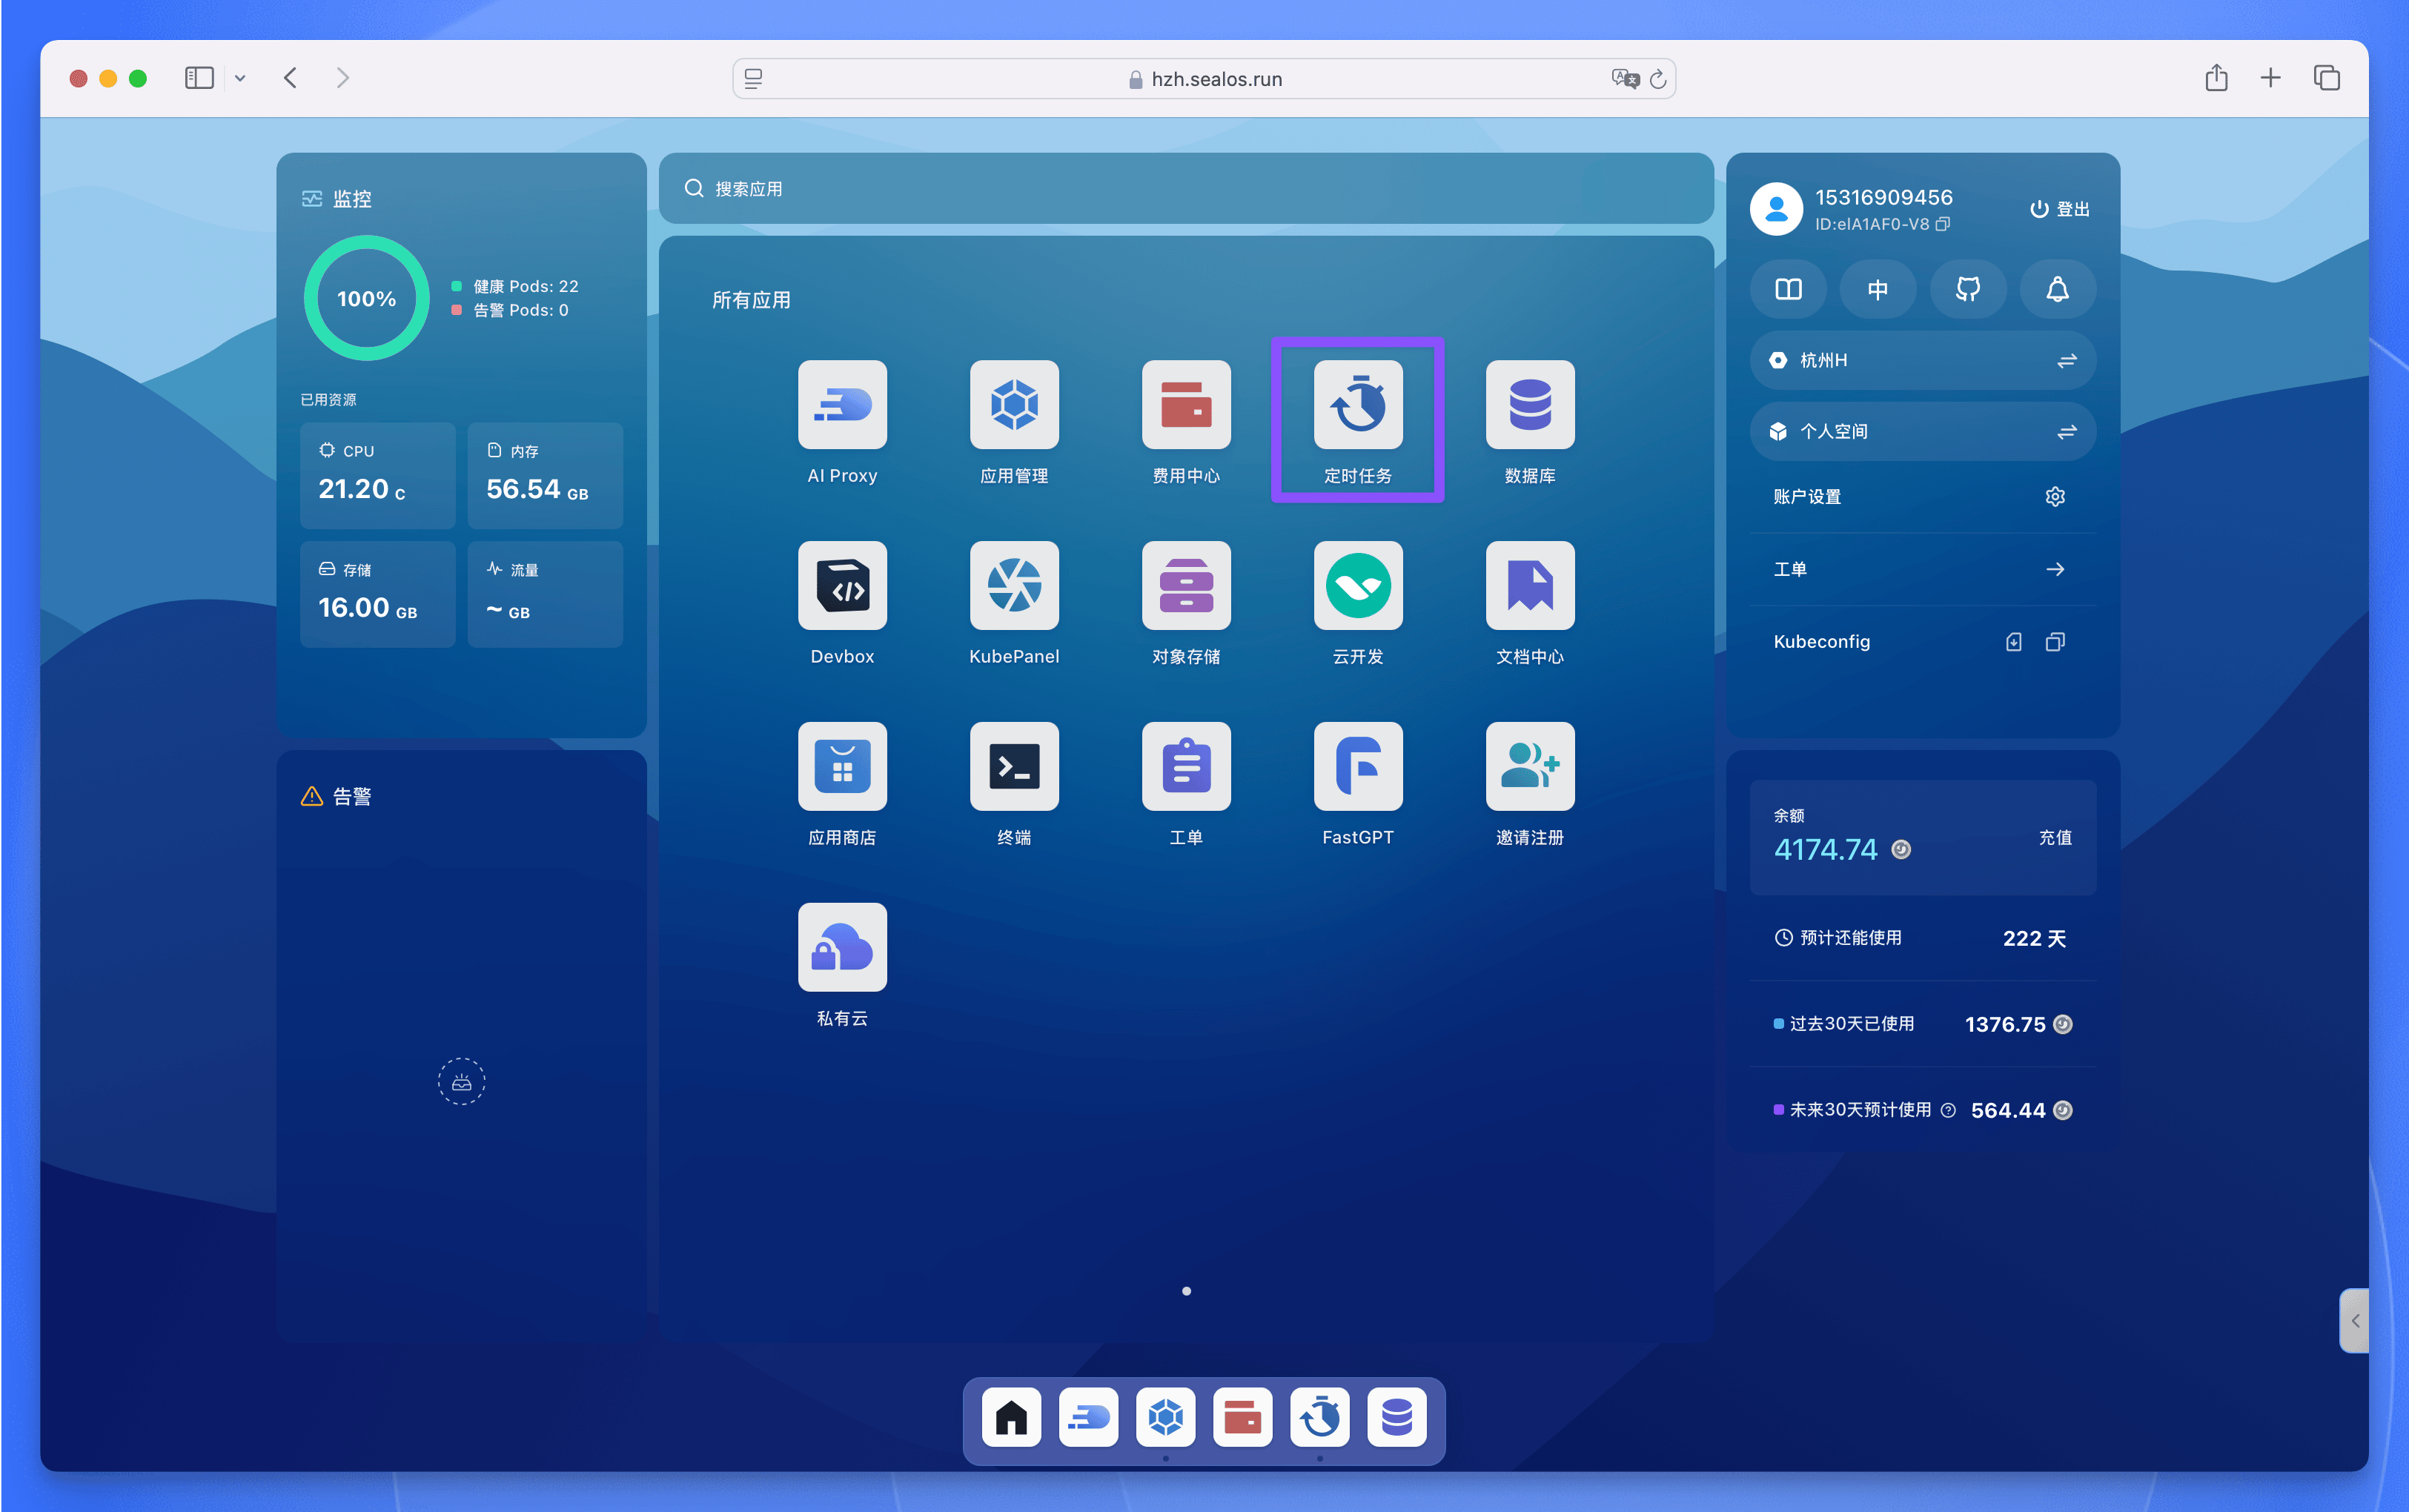 hzh.sealos.run
监控
100%
健康 Pods: 22
告警 Pods: 0
已用资源
CPU
21.20 C
内存
56.54 GB
存储
16.00 GB
流量
~ GB
告警
搜索应用
所有应用
AI Proxy
应用管理
费用中心
定时任务
数据库
Devbox
KubePanel
对象存储
云开发
文档中心
应用商店
终端
工单
FastGPT
邀请注册
私有云
15316909456
ID:elA1AF0-V8
登出
中
杭州H
个人空间
账户设置
工单
Kubeconfig
余额
4174.74
充值
预计还能使用 222 天
过去30天已使用 1376.75
未来30天预计使用 564.44